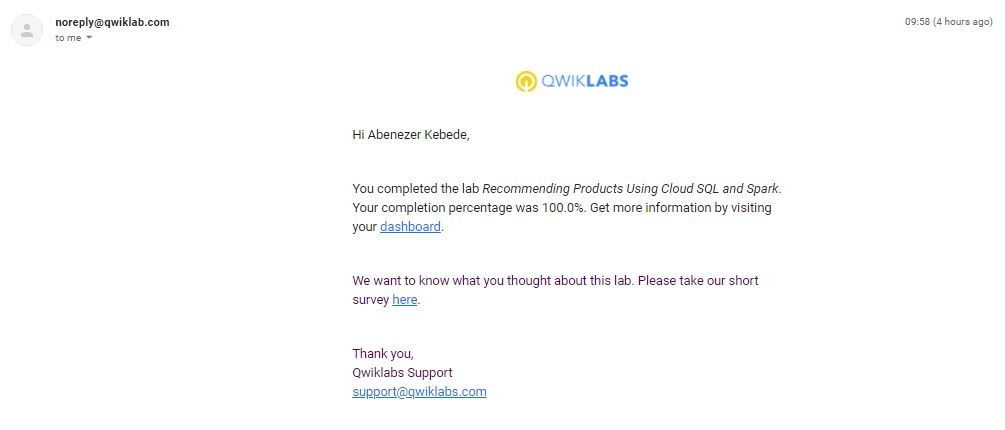 noreply@qwiklab.com
09:58 (4 hours ago)
to me
QWIKLABS
Hi Abenezer Kebede,
You completed the lab Recommending Products Using Cloud SQL and Spark.
Your completion percentage was 100.0%. Get more information by visiting
your dashboard.
We want to know what you thought about this lab. Please take our short
survey here.
Thank you,
Qwiklabs Support
support@qwiklabs.com